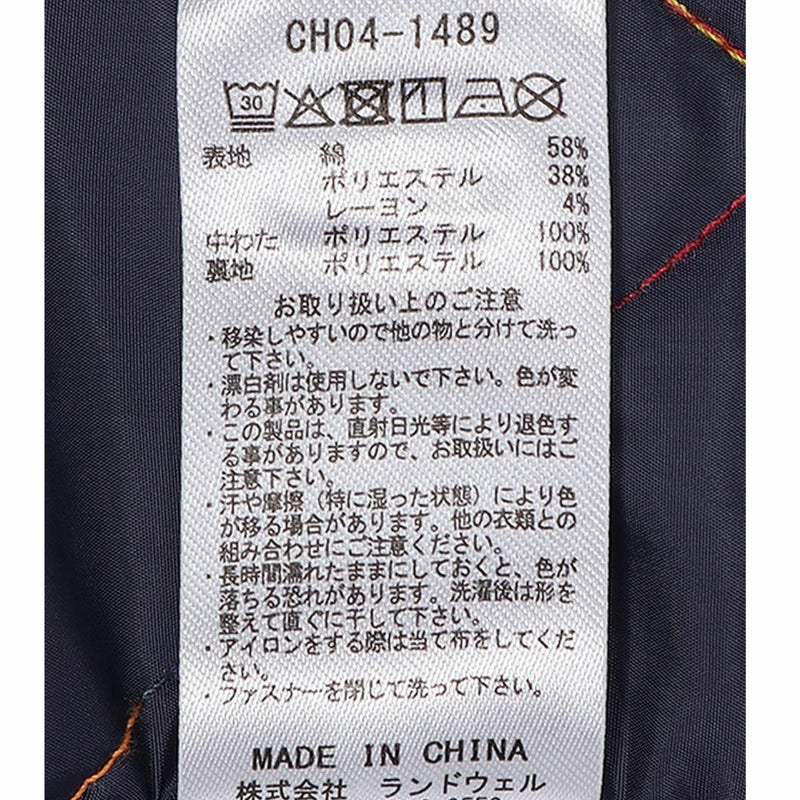 CH04-1489
30
表地 綿 58%
ポリエステル 38%
レーヨン 4%
中わた ポリエステル 100%
裏地 ポリエステル 100%
お取り扱い上のご注意
・移染しやすいので他の物と分けて洗っ
て下さい。
・漂白剤は使用しないで下さい。色が変
わる事があります。
・この製品は、直射日光等により退色す
る事がありますので、お取扱いにはご
注意下さい。
・汗や摩擦（特に湿った状態）により色
が移る場合があります。他の衣類との
組み合わせにご注意ください。
・長時間濡れたままにしておくと、色が
落ちる恐れがあります。洗濯後は形を
整えて直ぐに干して下さい。
・アイロンをする際は当て布をしてくだ
さい。
・ファスナーを閉じて洗って下さい。
MADE IN CHINA
株式会社 ランドウェル